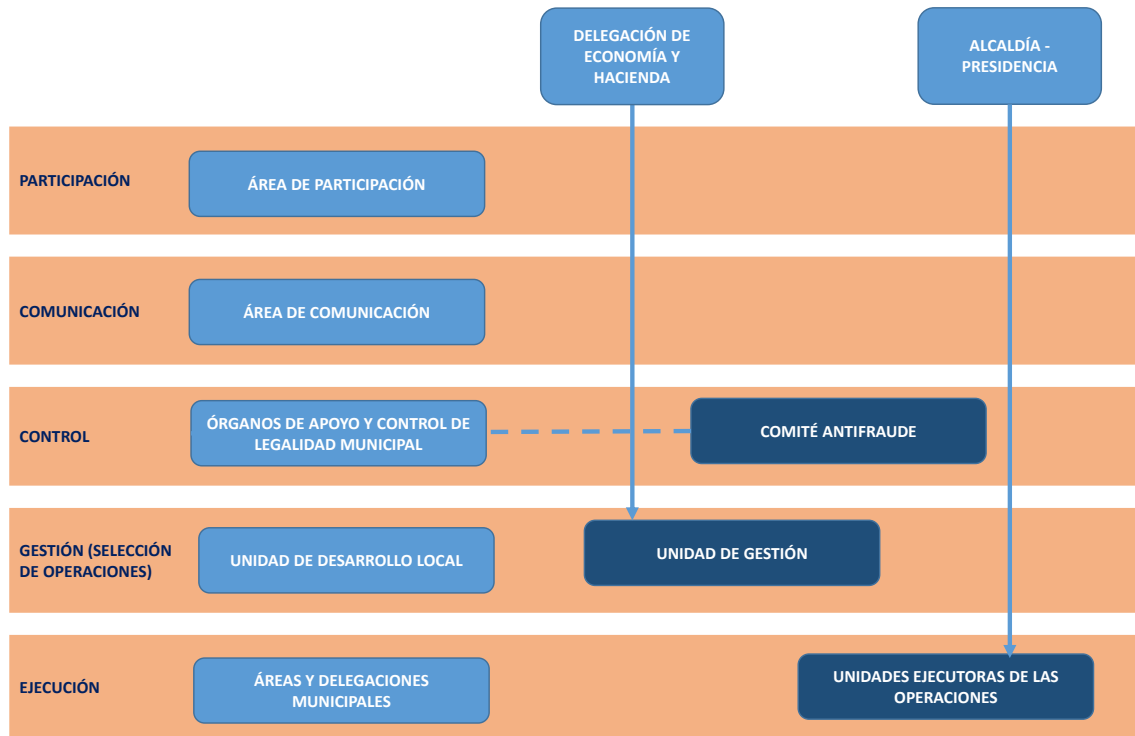 DELEGACIÓN DE
ECONOMÍA Y
HACIENDA
ALCALDÍA -
PRESIDENCIA
PARTICIPACIÓN
ÁREA DE PARTICIPACIÓN
COMUNICACIÓN
ÁREA DE COMUNICACIÓN
CONTROL
ÓRGANOS DE APOYO Y CONTROL DE
LEGALIDAD MUNICIPAL
COMITÉ ANTIFRAUDE
GESTIÓN (SELECCIÓN
DE OPERACIONES)
UNIDAD DE DESARROLLO LOCAL
UNIDAD DE GESTIÓN
EJECUCIÓN
ÁREAS Y DELEGACIONES
MUNICIPALES
UNIDADES EJECUTORAS DE LAS
OPERACIONES